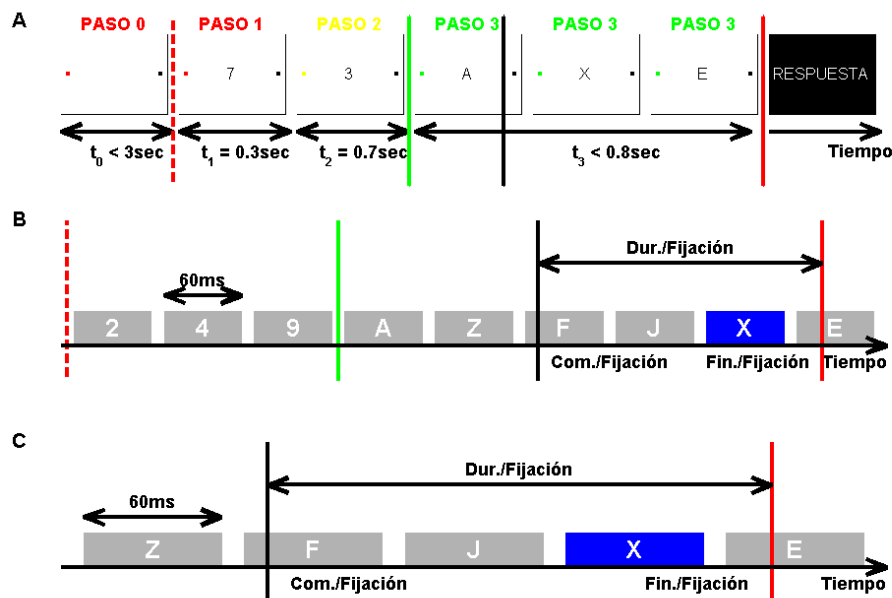 A
PASO 0 PASO 1 PASO 2 PASO 3 PASO 3 PASO 3
7 3 A X E RESPUESTA
t0 < 3sec t1 = 0.3sec t2 = 0.7sec t3 < 0.8sec Tiempo
B
Dur./Fijación
60ms
2 4 9 A Z F J X E
Com./Fijación Fin./Fijación Tiempo
C
Dur./Fijación
60ms
Z F J X E
Com./Fijación Fin./Fijación Tiempo